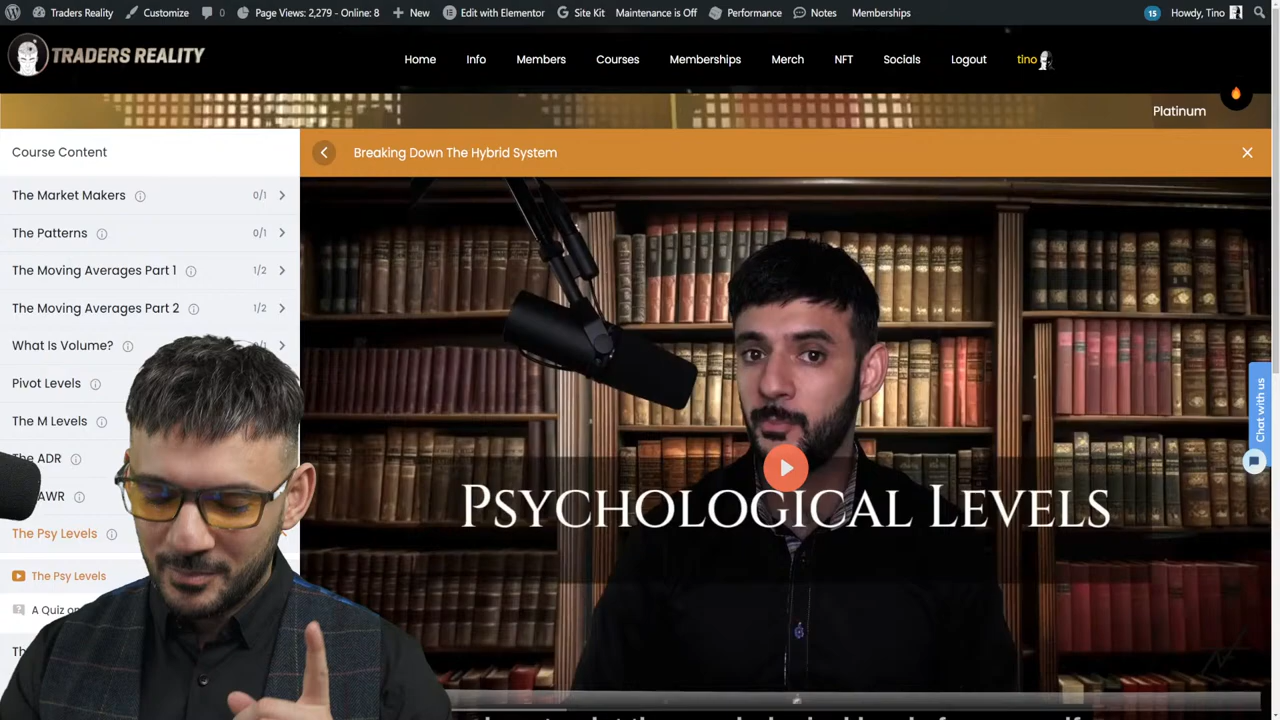 Traders Reality
Customize
0
Page Views: 2,279 - Online: 8
New
Edit with Elementor
Site Kit
Maintenance is Off
Performance
Notes
Memberships
15
Howdy, Tino
TRADERS REALITY
Home
Info
Members
Courses
Memberships
Merch
NFT
Socials
Logout
tino
Platinum
Course Content
Breaking Down The Hybrid System
The Market Makers
0/1
The Patterns
0/1
The Moving Averages Part 1
1/2
The Moving Averages Part 2
1/2
What Is Volume?
Pivot Levels
The M Levels
The ADR
AWR
The Psy Levels
The Psy Levels
A Quiz
PSYCHOLOGICAL LEVELS
Chat with us